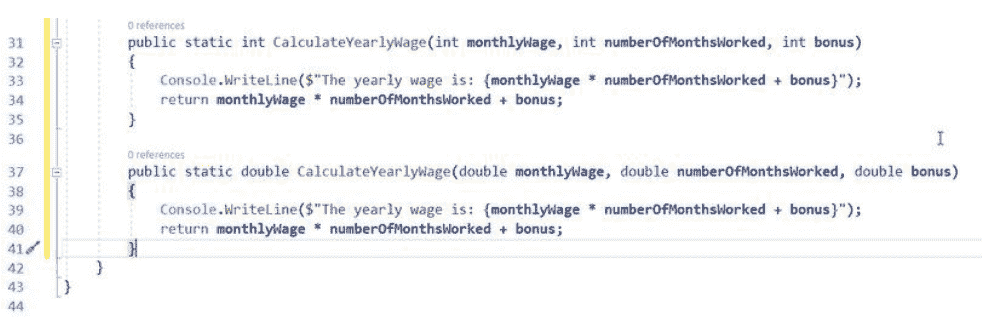 0 references
31 public static int CalculateYearlyWage(int monthlyWage, int numberOfMonthsWorked, int bonus)
32 {
33 Console.WriteLine($"The yearly wage is: {monthlyWage * numberOfMonthsWorked + bonus}");
34 return monthlyWage * numberOfMonthsWorked + bonus;
35 }
36
0 references
37 public static double CalculateYearlyWage(double monthlyWage, double numberOfMonthsWorked, double bonus)
38 {
39 Console.WriteLine($"The yearly wage is: {monthlyWage * numberOfMonthsWorked + bonus}");
40 return monthlyWage * numberOfMonthsWorked + bonus;
41 }
42 }
43 }
44